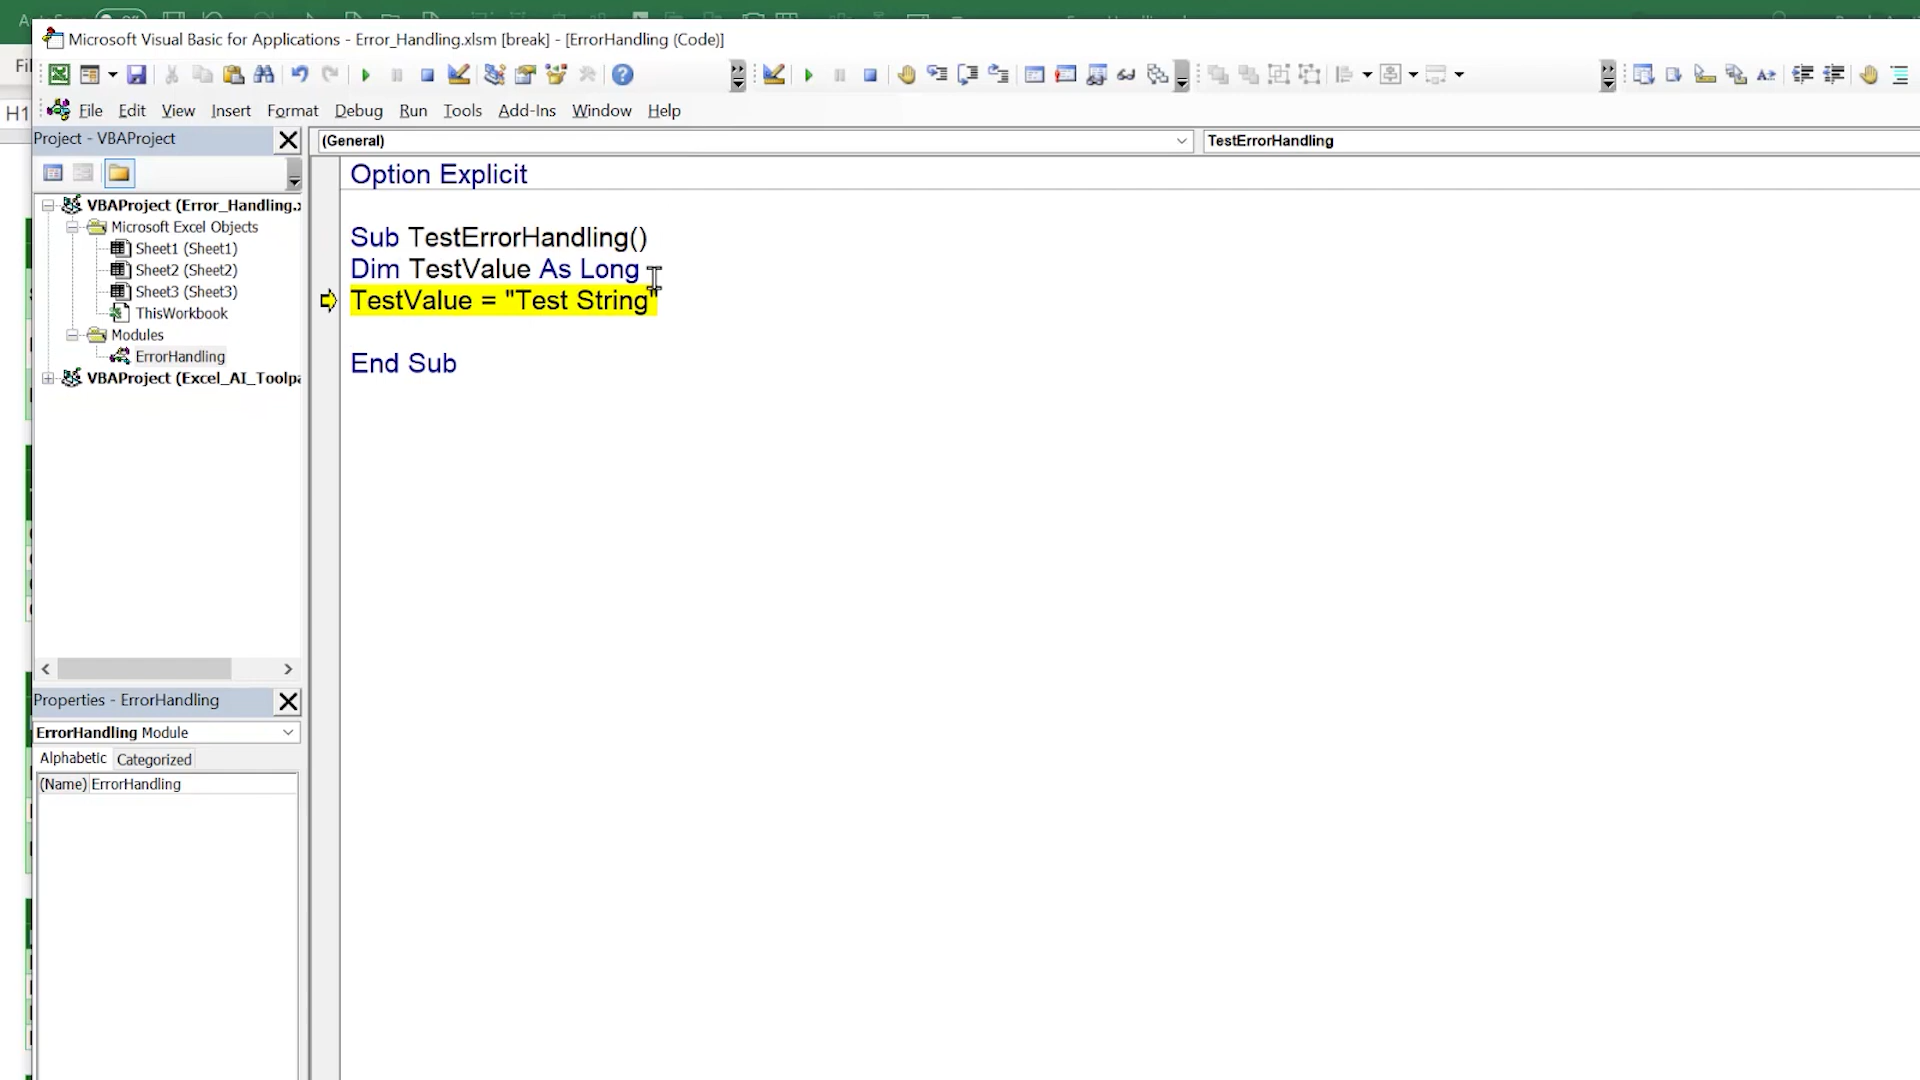 Microsoft Visual Basic for Applications - Error_Handling.xlsm [break] - [ErrorHandling (Code)]
File Edit View Insert Format Debug Run Tools Add-Ins Window Help
H1
Project - VBAProject
(General)
TestErrorHandling
VBAProject (Error_Handling.x
Microsoft Excel Objects
Sheet1 (Sheet1)
Sheet2 (Sheet2)
Sheet3 (Sheet3)
ThisWorkbook
Modules
ErrorHandling
VBAProject (Excel_AI_Toolpa
Option Explicit
Sub TestErrorHandling()
Dim TestValue As Long
TestValue = "Test String"
End Sub
Properties - ErrorHandling
ErrorHandling Module
Alphabetic Categorized
(Name) ErrorHandling